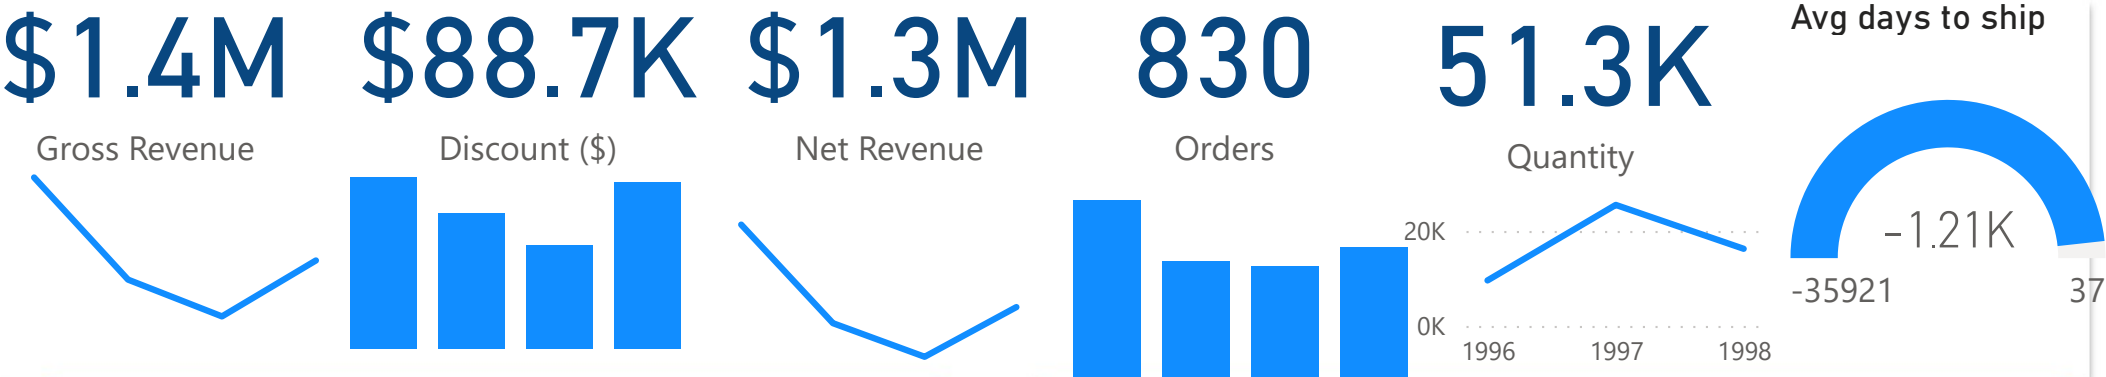 $1.4M
Gross Revenue
$88.7K
Discount ($)
$1.3M
Net Revenue
830
Orders
51.3K
Quantity
20K
0K
1996 1997 1998
Avg days to ship
-1.21K
-35921 37